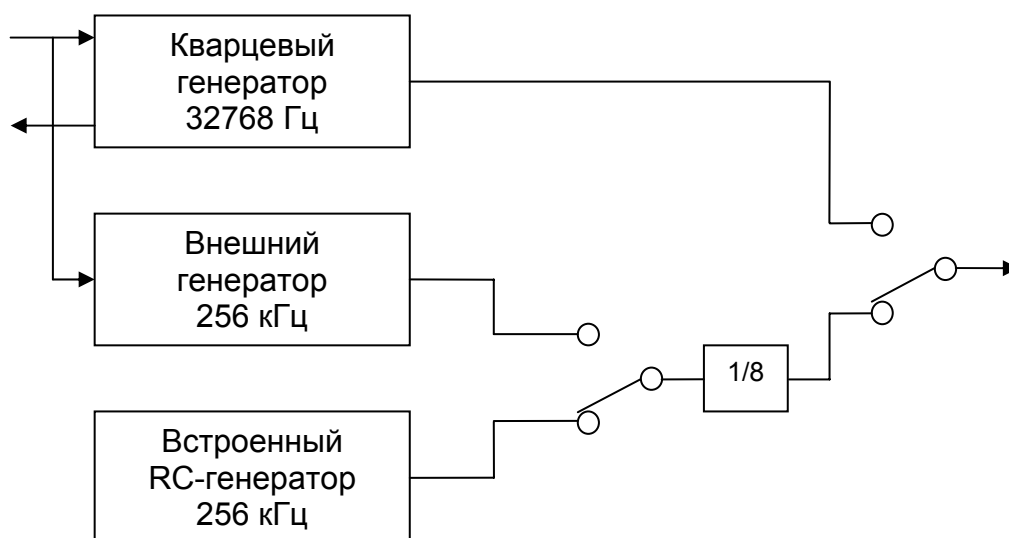 Кварцевый
генератор
32768 Гц
Внешний
генератор
256 кГц
1/8
Встроенный
RC-генератор
256 кГц